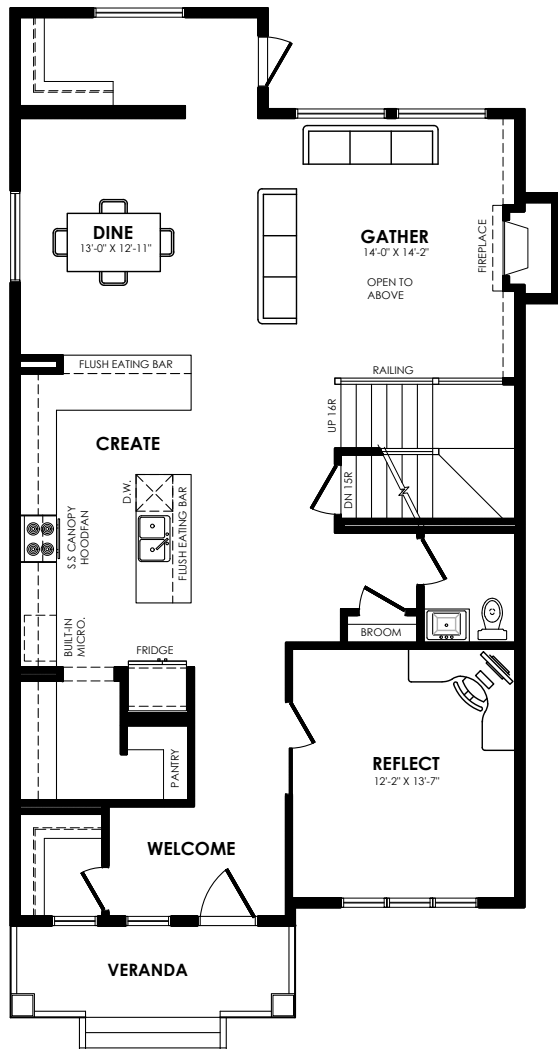 DINE
13'-0" X 12'-11"
GATHER
14'-0" X 14'-2"
OPEN TO
ABOVE
FIREPLACE
FLUSH EATING BAR
RAILING
UP 16R
CREATE
DN 15R
D.W.
FLUSH EATING BAR
S.S CANOPY
HOODFAN
BUILT-IN
MICRO.
FRIDGE
BROOM
PANTRY
REFLECT
12'-2" X 13'-7"
WELCOME
VERANDA